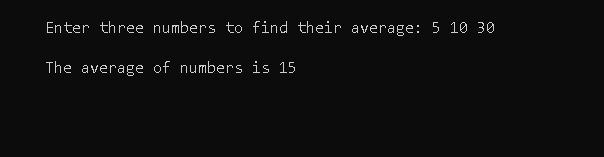 Enter three numbers to find their average: 5 10 30
The average of numbers is 15